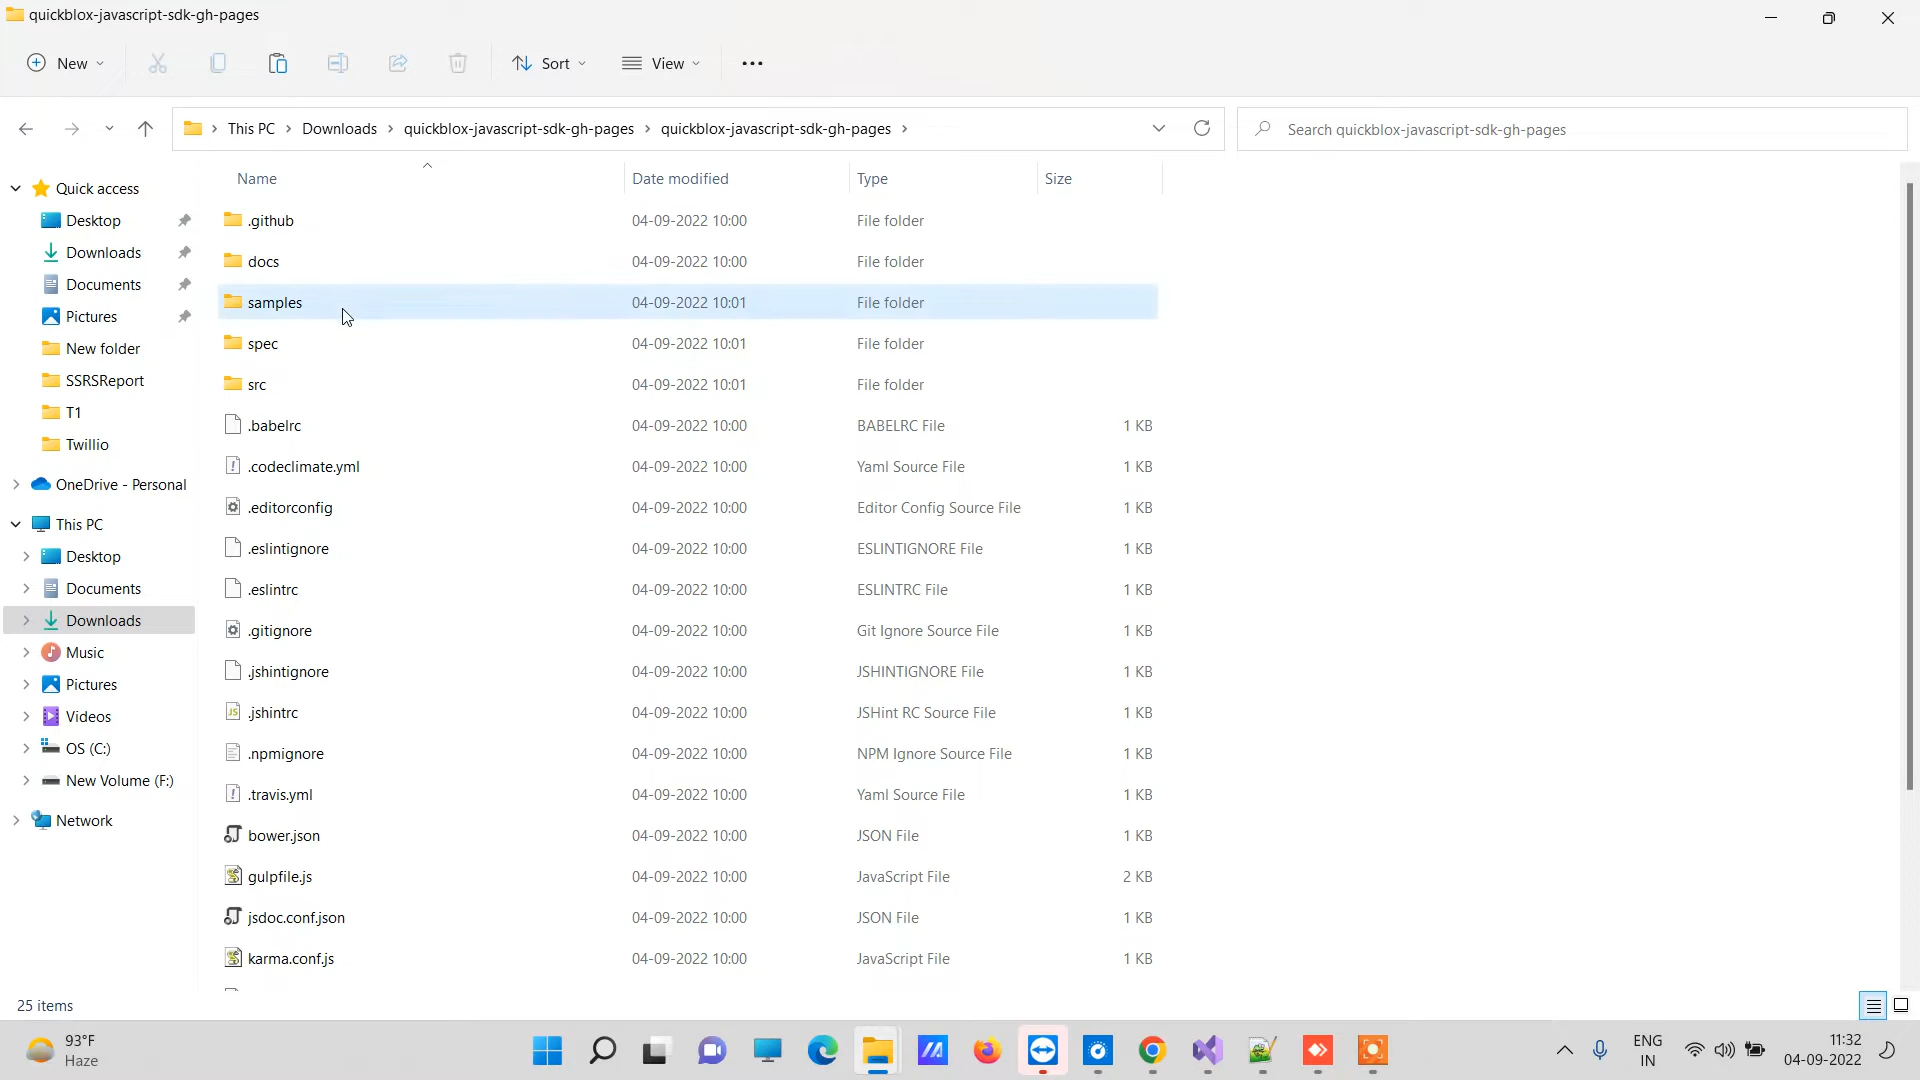 quickblox-javascript-sdk-gh-pages
New
Sort
View
This PC > Downloads > quickblox-javascript-sdk-gh-pages > quickblox-javascript-sdk-gh-pages >
Search quickblox-javascript-sdk-gh-pages
Name Date modified Type Size
Quick access
Desktop
Downloads
Documents
Pictures
New folder
SSRSReport
T1
Twillio
OneDrive - Personal
This PC
Desktop
Documents
Downloads
Music
Pictures
Videos
OS (C:)
New Volume (F:)
Network
.github 04-09-2022 10:00 File folder
docs 04-09-2022 10:00 File folder
samples 04-09-2022 10:01 File folder
spec 04-09-2022 10:01 File folder
src 04-09-2022 10:01 File folder
.babelrc 04-09-2022 10:00 BABELRC File 1 KB
.codeclimate.yml 04-09-2022 10:00 Yaml Source File 1 KB
.editorconfig 04-09-2022 10:00 Editor Config Source File 1 KB
.eslintignore 04-09-2022 10:00 ESLINTIGNORE File 1 KB
.eslintrc 04-09-2022 10:00 ESLINTRC File 1 KB
.gitignore 04-09-2022 10:00 Git Ignore Source File 1 KB
.jshintignore 04-09-2022 10:00 JSHINTIGNORE File 1 KB
.jshintrc 04-09-2022 10:00 JSHint RC Source File 1 KB
.npmignore 04-09-2022 10:00 NPM Ignore Source File 1 KB
.travis.yml 04-09-2022 10:00 Yaml Source File 1 KB
bower.json 04-09-2022 10:00 JSON File 1 KB
gulpfile.js 04-09-2022 10:00 JavaScript File 2 KB
jsdoc.conf.json 04-09-2022 10:00 JSON File 1 KB
karma.conf.js 04-09-2022 10:00 JavaScript File 1 KB
25 items
93°F
Haze
ENG
IN
11:32
04-09-2022